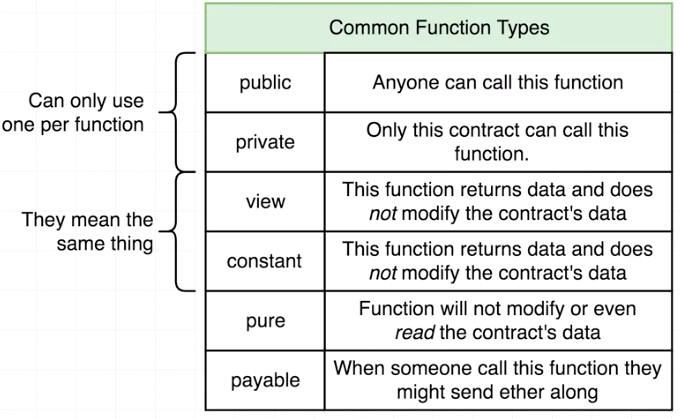 Common Function Types
Can only use
one per function
public
Anyone can call this function
private
Only this contract can call this
function.
They mean the
same thing
view
This function returns data and does
not modify the contract's data
constant
This function returns data and does
not modify the contract's data
pure
Function will not modify or even
read the contract's data
payable
When someone call this function they
might send ether along